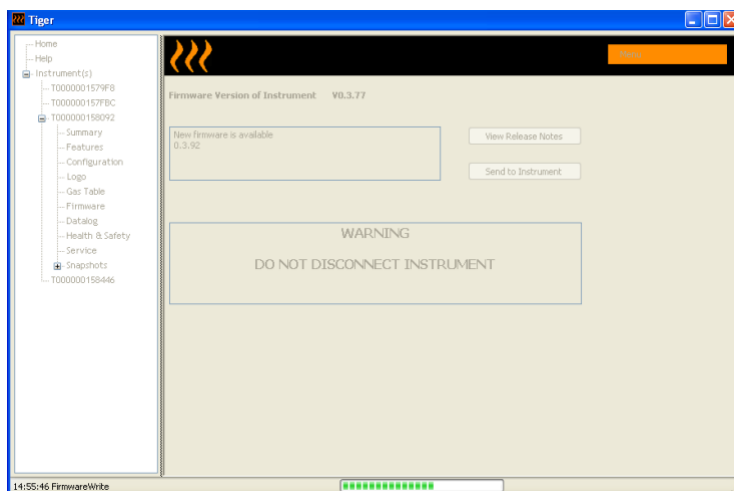 Tiger
Home
Help
Instrument(s)
T0000001579F8
T000000157FBC
T000000158092
Summary
Features
Configuration
Logo
Gas Table
Firmware
Datalog
Health & Safety
Service
Snapshots
T000000158446
Firmware Version of Instrument V0.3.77
New firmware is available
0.3.92
View Release Notes
Send to Instrument
WARNING
DO NOT DISCONNECT INSTRUMENT
14:55:46 FirmwareWrite